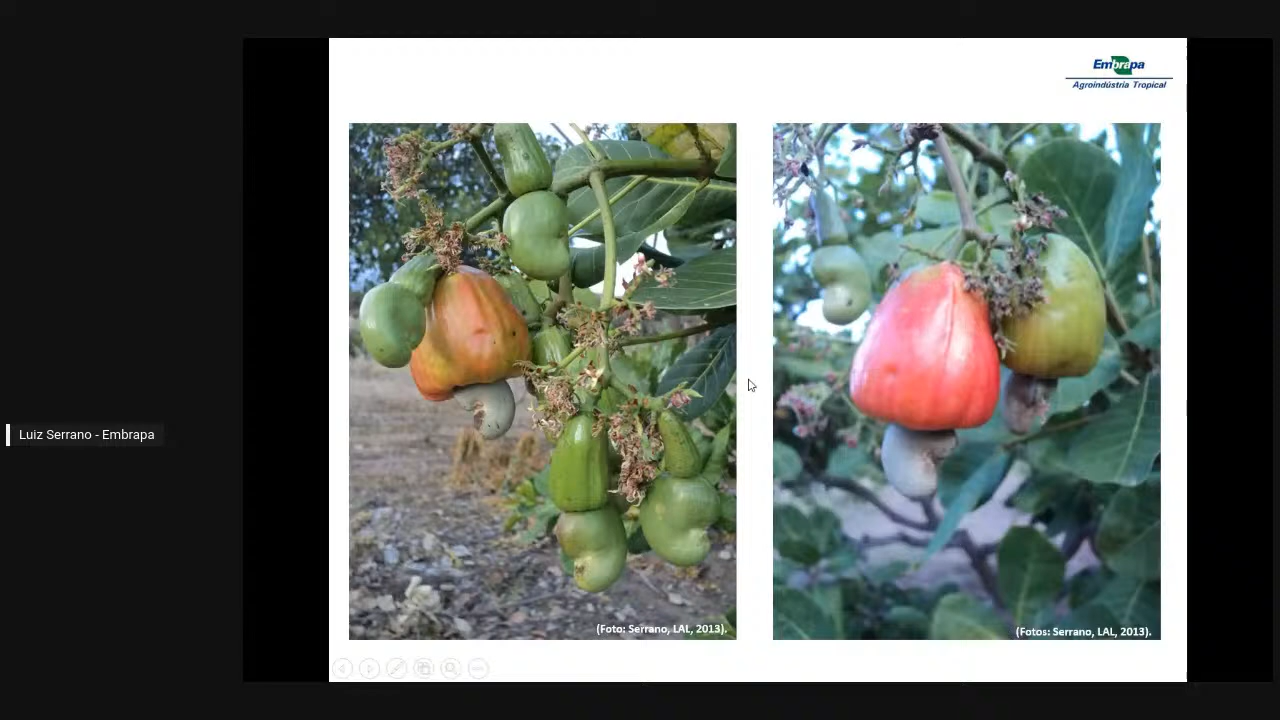 Embrapa
Agroindústria Tropical
Luiz Serrano - Embrapa
(Foto: Serrano, LAL, 2013).
(Fotos: Serrano, LAL, 2013).